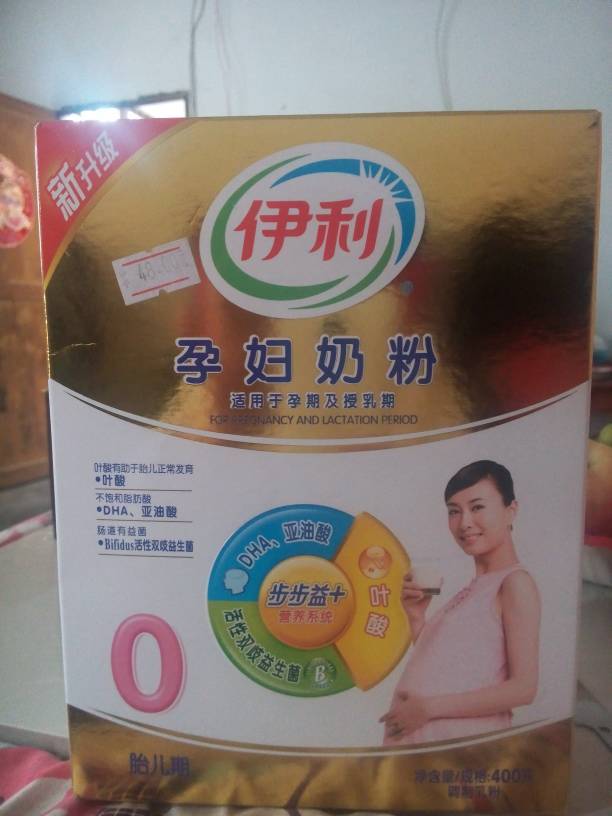 新升级
伊利
48.00
孕妇奶粉
适用于孕期及授乳期
FOR PREGNANCY AND LACTATION PERIOD
叶酸有助于胎儿正常发育
•叶酸
不饱和脂肪酸
•DHA、亚油酸
肠道有益菌
•Bifidus活性双歧益生菌
DHA、亚油酸
叶酸
步步益+
营养系统
活性双歧益生菌
B
0
胎儿期
净含量/规格:400克
调制乳粉